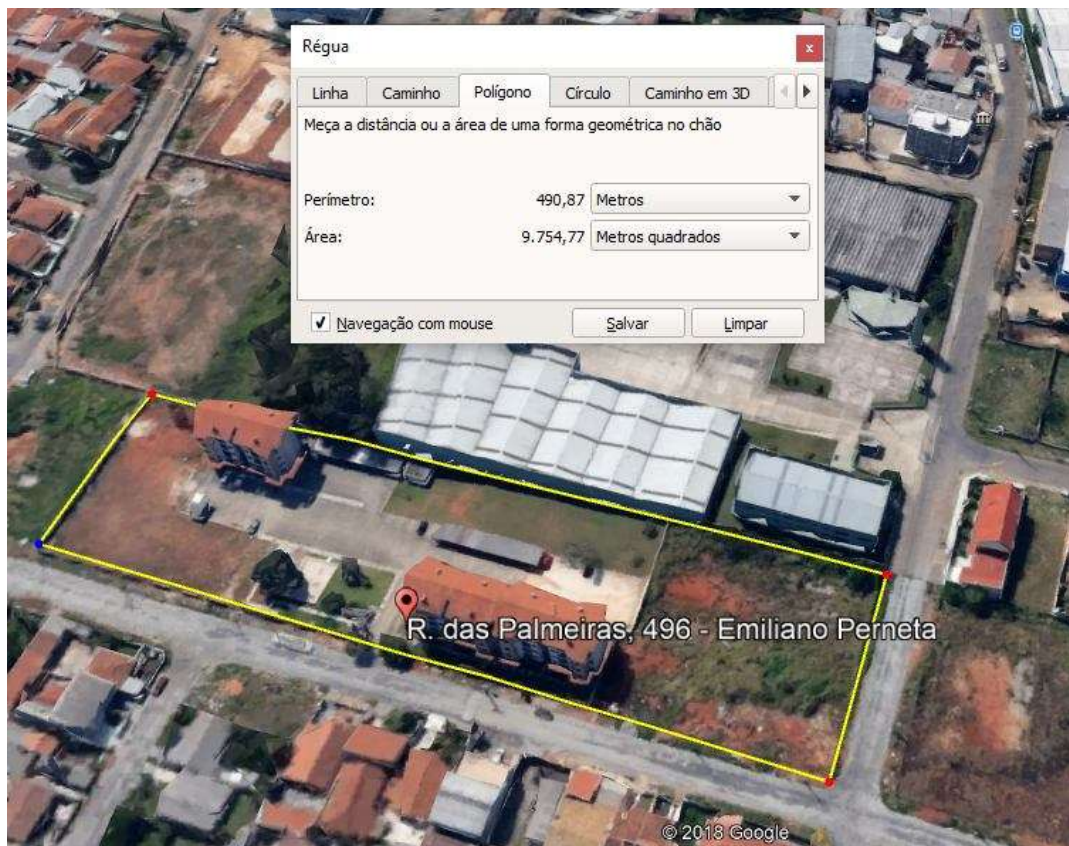 Régua
x
Linha Caminho Polígono Círculo Caminho em 3D
Meça a distância ou a área de uma forma geométrica no chão
Perímetro: 490,87 Metros
Área: 9.754,77 Metros quadrados
Navegação com mouse Salvar Limpar
R. das Palmeiras, 496 - Emiliano Perneta
© 2018 Google